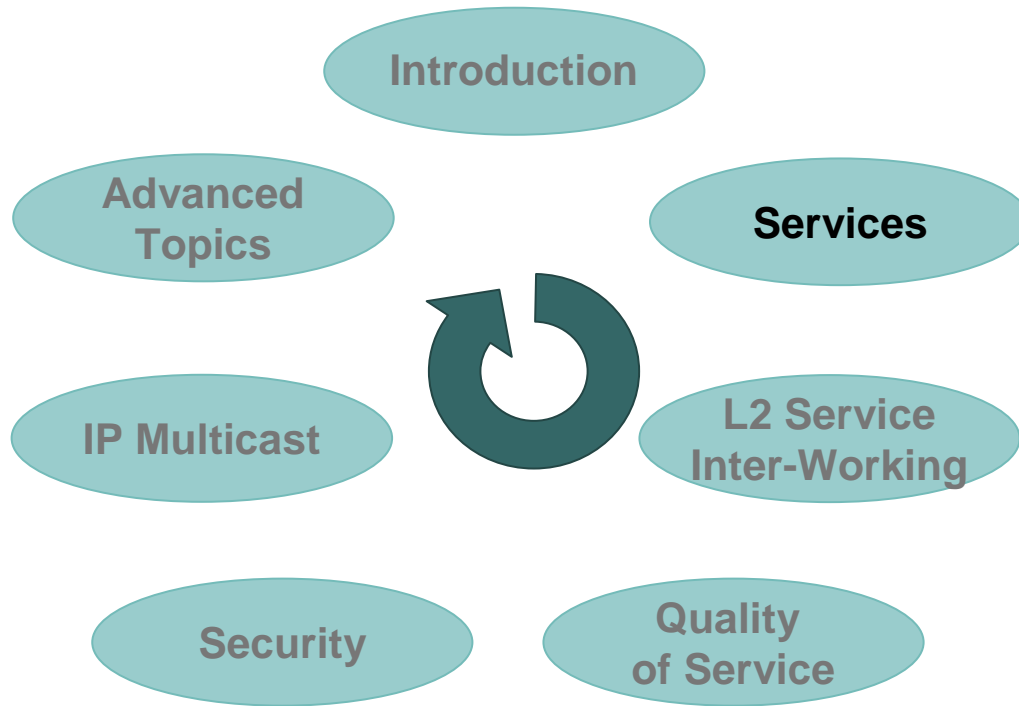 Introduction
Advanced
Topics
Services
IP Multicast
L2 Service
Inter-Working
Security
Quality
of Service